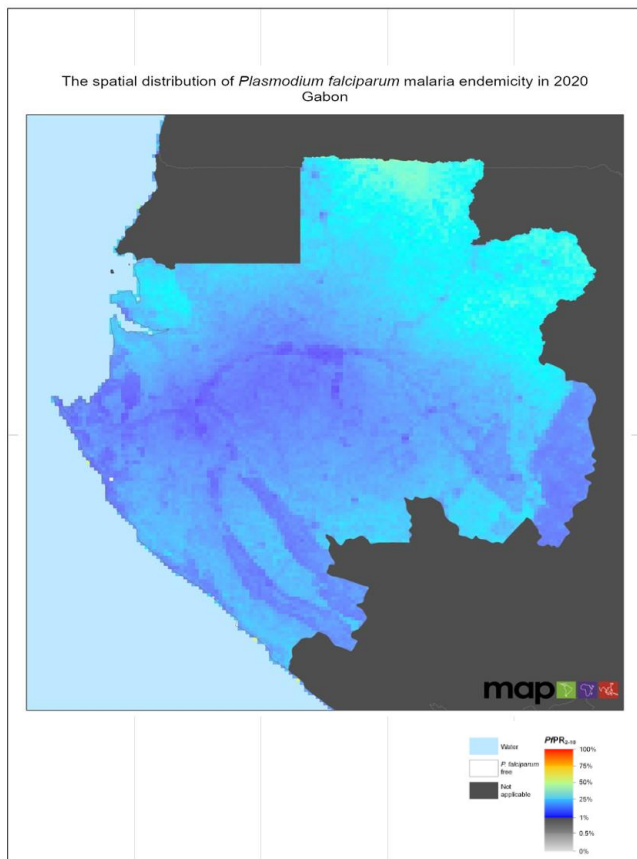 The spatial distribution of Plasmodium falciparum malaria endemicity in 2020
Gabon
map
Water
P. falciparum
free
Not
applicable
PfPR2-10
100%
75%
50%
25%
1%
0.5%
0%